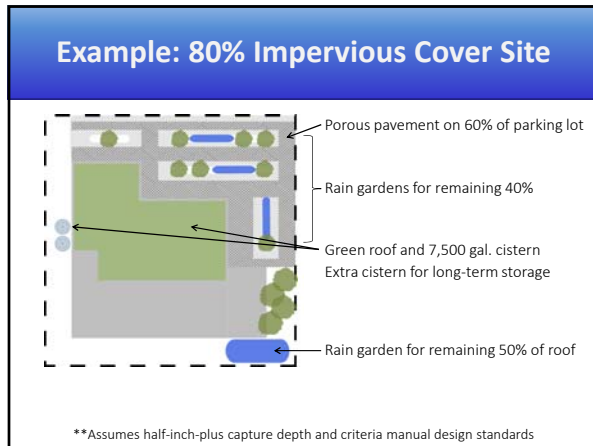 Example: 80% Impervious Cover Site
Porous pavement on 60% of parking lot
Rain gardens for remaining 40%
Green roof and 7,500 gal. cistern
Extra cistern for long-term storage
Rain garden for remaining 50% of roof
**Assumes half-inch-plus capture depth and criteria manual design standards